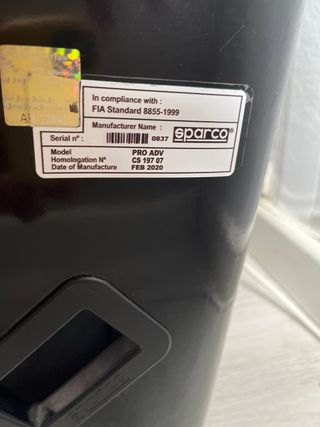 In compliance with :
FIA Standard 8855-1999
Manufacturer Name :
sparco
Serial n° : 0837
Model PRO ADV
Homologation N° CS 197 07
Date of Manufacture FEB 2020